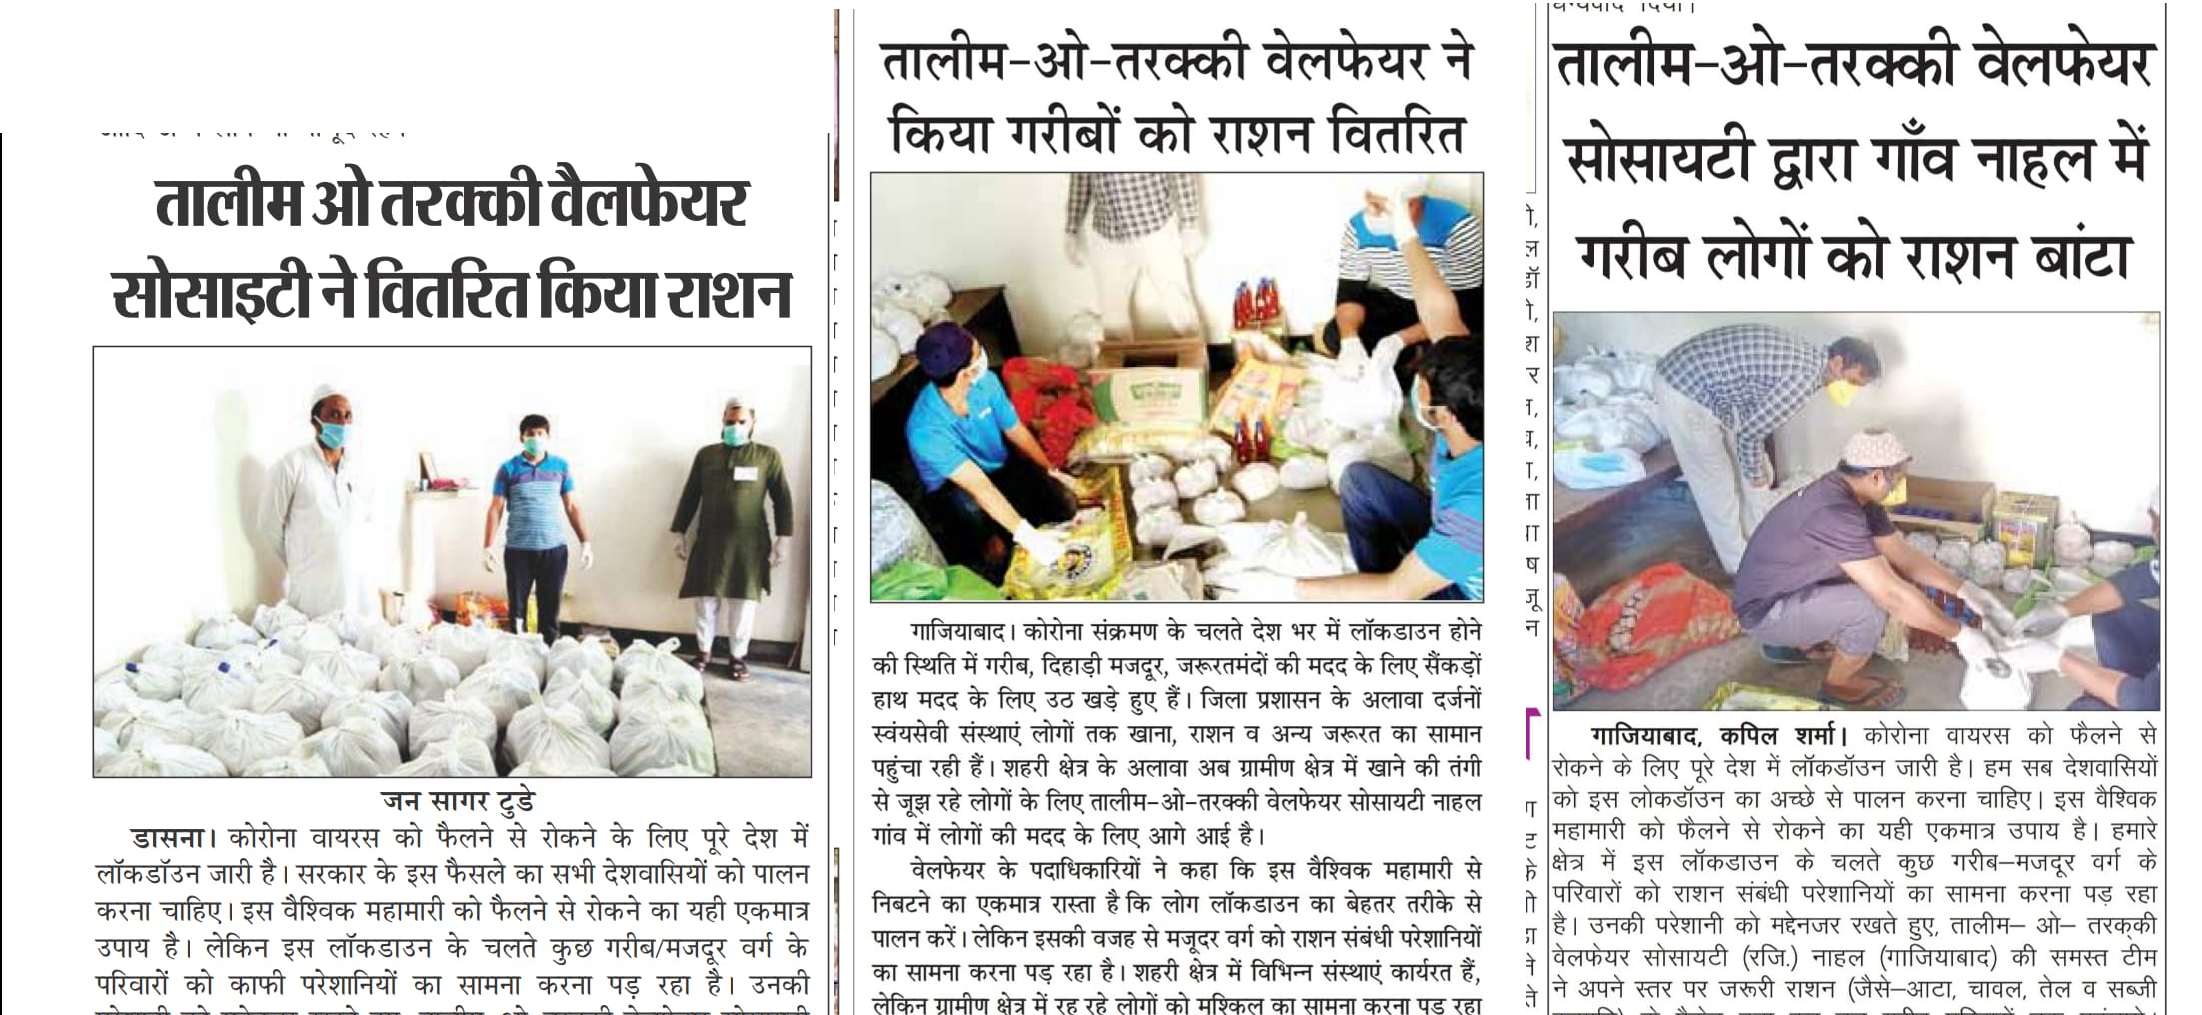 तालीम ओ तरक्की वैलफेयर
सोसाइटी ने वितरित किया राशन
जन सागर टुडे
डासना। कोरोना वायरस को फैलने से रोकने के लिए पूरे देश में
लॉकडॉउन जारी है। सरकार के इस फैसले का सभी देशवासियों को पालन
करना चाहिए। इस वैश्विक महामारी को फैलने से रोकने का यही एकमात्र
उपाय है। लेकिन इस लॉकडाउन के चलते कुछ गरीब/मजदूर वर्ग के
परिवारों को काफी परेशानियों का सामना करना पड़ रहा है। उनकी
तालीम-ओ-तरक्की वेलफेयर ने
किया गरीबों को राशन वितरित
गाजियाबाद। कोरोना संक्रमण के चलते देश भर में लॉकडाउन होने
की स्थिति में गरीब, दिहाड़ी मजदूर, जरूरतमंदों की मदद के लिए सैंकड़ों
हाथ मदद के लिए उठ खड़े हुए हैं। जिला प्रशासन के अलावा दर्जनों
स्वंयसेवी संस्थाएं लोगों तक खाना, राशन व अन्य जरूरत का सामान
पहुंचा रही हैं। शहरी क्षेत्र के अलावा अब ग्रामीण क्षेत्र में खाने की तंगी
से जूझ रहे लोगों के लिए तालीम-ओ-तरक्की वेलफेयर सोसायटी नाहल
गांव में लोगों की मदद के लिए आगे आई है।
वेलफेयर के पदाधिकारियों ने कहा कि इस वैश्विक महामारी से
निबटने का एकमात्र रास्ता है कि लोग लॉकडाउन का बेहतर तरीके से
पालन करें। लेकिन इसकी वजह से मजूदर वर्ग को राशन संबंधी परेशानियों
का सामना करना पड़ रहा है। शहरी क्षेत्र में विभिन्न संस्थाएं कार्यरत हैं,
लेकिन ग्रामीण क्षेत्र में रह रहे लोगों को मुश्किल का सामना करना पड़ रहा
तालीम-ओ-तरक्की वेलफेयर
सोसायटी द्वारा गाँव नाहल में
गरीब लोगों को राशन बांटा
गाजियाबाद, कपिल शर्मा। कोरोना वायरस को फैलने से
रोकने के लिए पूरे देश में लॉकडॉउन जारी है। हम सब देशवासियों
को इस लोकडॉउन का अच्छे से पालन करना चाहिए। इस वैश्विक
महामारी को फैलने से रोकने का यही एकमात्र उपाय है। हमारे
क्षेत्र में इस लॉकडाउन के चलते कुछ गरीब–मजदूर वर्ग के
परिवारों को राशन संबंधी परेशानियों का सामना करना पड़ रहा
है। उनकी परेशानी को मद्देनजर रखते हुए, तालीम– ओ– तरक्की
वेलफेयर सोसायटी (रजि.) नाहल (गाजियाबाद) की समस्त टीम
ने अपने स्तर पर जरूरी राशन (जैसे–आटा, चावल, तेल व सब्जी